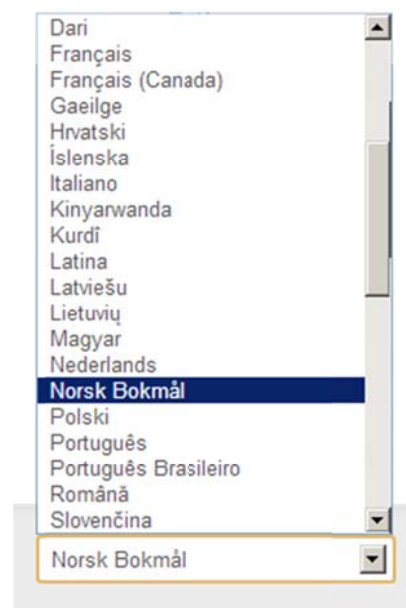 Dari
Français
Français (Canada)
Gaeilge
Hrvatski
Íslenska
Italiano
Kinyarwanda
Kurdî
Latina
Latviešu
Lietuvių
Magyar
Nederlands
Norsk Bokmål
Polski
Português
Português Brasileiro
Română
Slovenčina
Norsk Bokmål